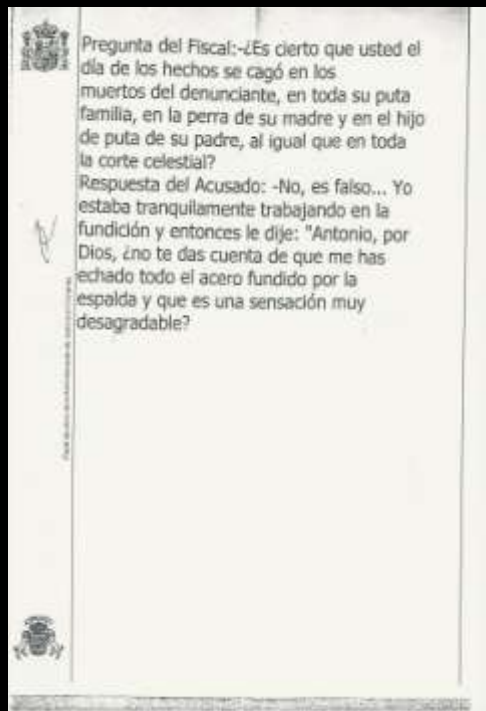 Pregunta del Fiscal:-¿Es cierto que usted el
día de los hechos se cagó en los
muertos del denunciante, en toda su puta
familia, en la perra de su madre y en el hijo
de puta de su padre, al igual que en toda
la corte celestial?
Respuesta del Acusado: -No, es falso... Yo
estaba tranquilamente trabajando en la
fundición y entonces le dije: "Antonio, por
Dios, ¿no te das cuenta de que me has
echado todo el acero fundido por la
espalda y que es una sensación muy
desagradable?